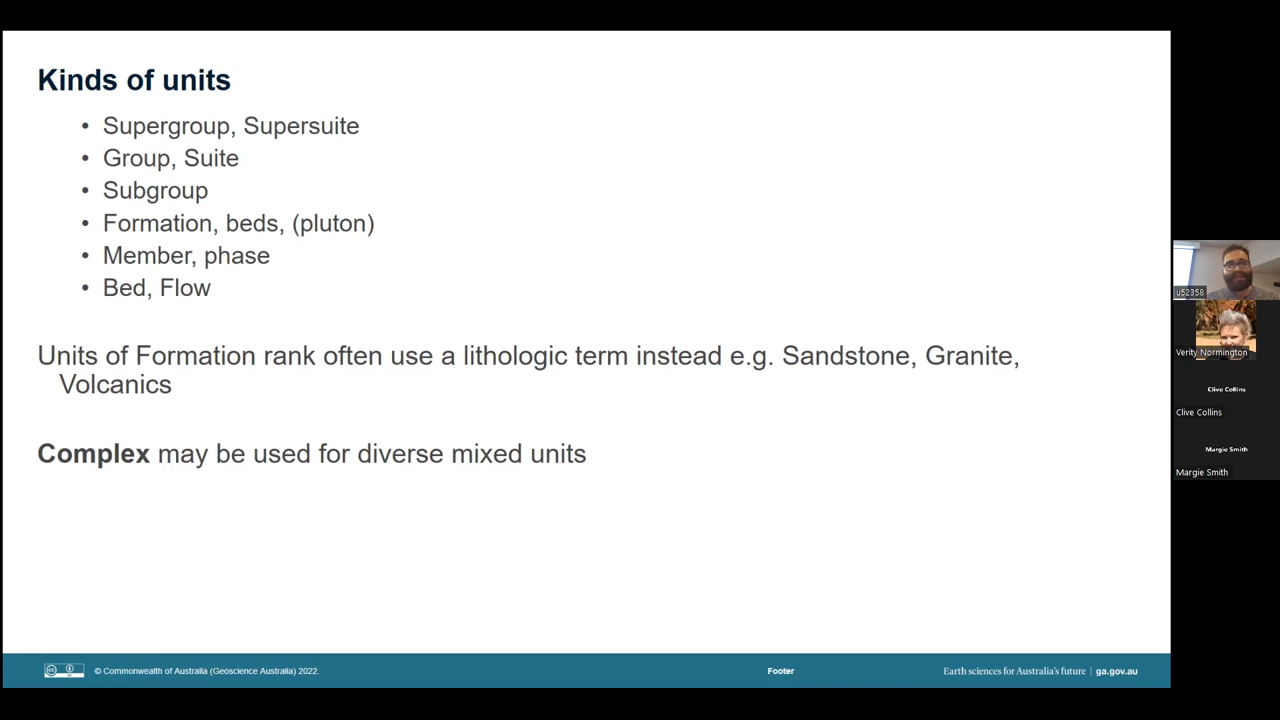 Kinds of units
• Supergroup, Supersuite
• Group, Suite
• Subgroup
• Formation, beds, (pluton)
• Member, phase
• Bed, Flow
Units of Formation rank often use a lithologic term instead e.g. Sandstone, Granite,
Volcanics
Complex may be used for diverse mixed units
© Commonwealth of Australia (Geoscience Australia) 2022.
Footer
Earth sciences for Australia's future | ga.gov.au
u52358
Verity Normington
Clive Collins
Clive Collins
Margie Smith
Margie Smith